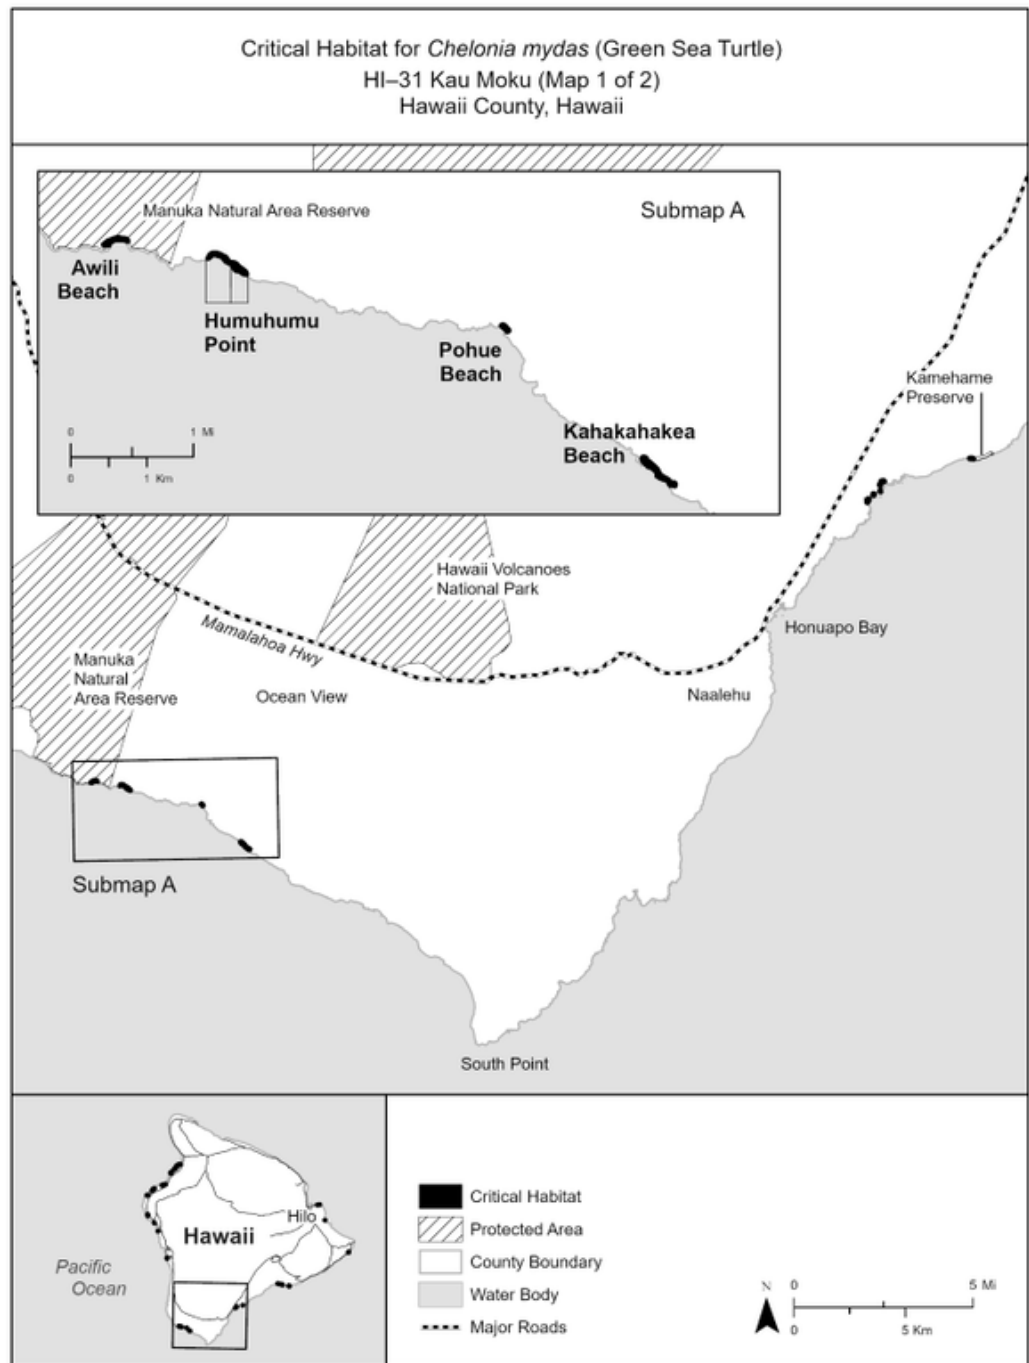 Critical Habitat for Chelonia mydas (Green Sea Turtle)
HI–31 Kau Moku (Map 1 of 2)
Hawaii County, Hawaii
Manuka Natural Area Reserve
Submap A
Awili
Beach
Humuhumu
Point
Pohue
Beach
Kahakahakea
Beach
0 1 Mi
0 1 Km
Kamehame
Preserve
Hawaii Volcanoes
National Park
Mamalahoa Hwy
Honuapo Bay
Manuka
Natural
Area Reserve
Ocean View
Naalehu
Submap A
South Point
Hilo
Hawaii
Pacific
Ocean
Critical Habitat
Protected Area
County Boundary
Water Body
Major Roads
N
0 5 Mi
0 5 Km